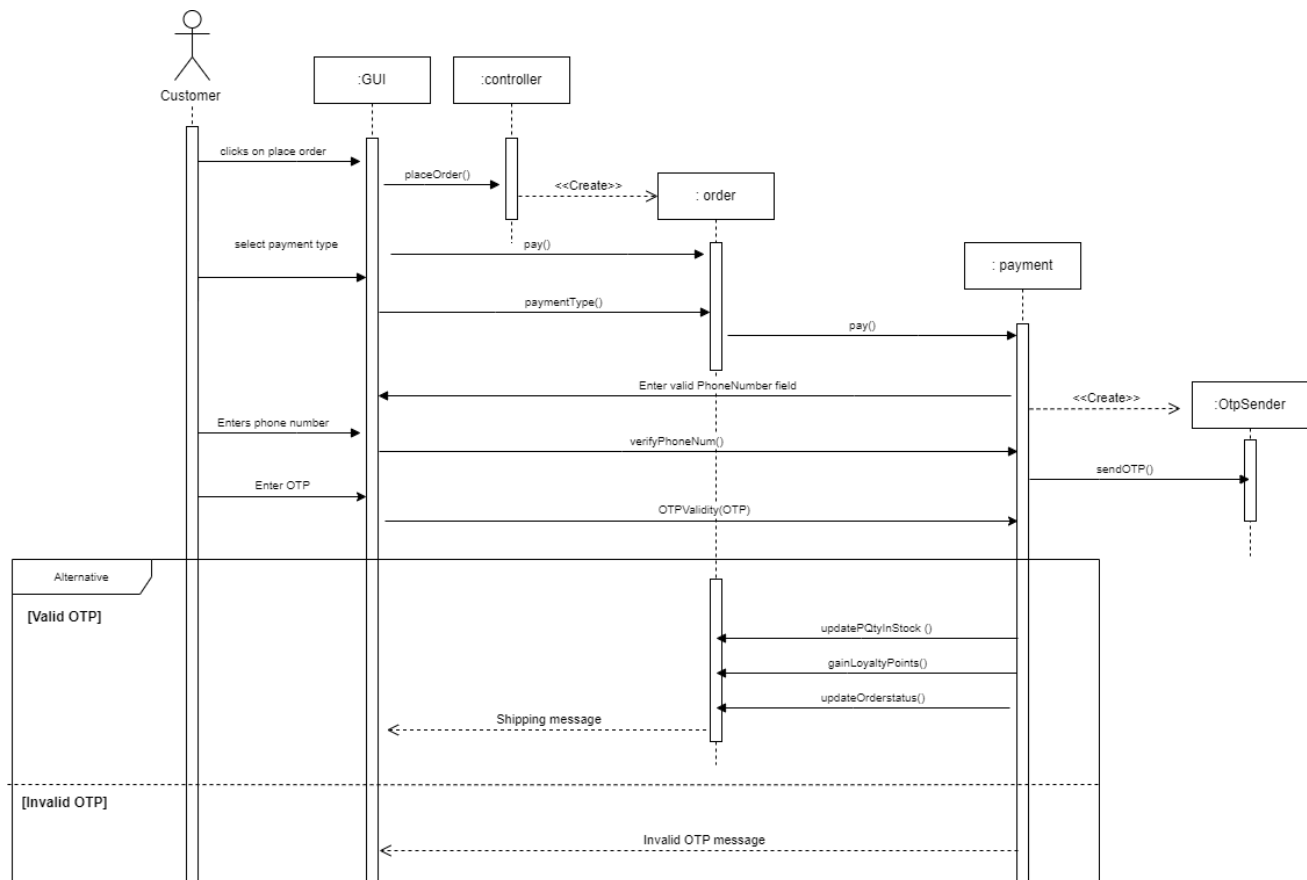 Customer
:GUI
:controller
clicks on place order
placeOrder()
<<Create>>
: order
select payment type
pay()
: payment
paymentType()
pay()
Enter valid PhoneNumber field
<<Create>>
:OtpSender
Enters phone number
verifyPhoneNum()
sendOTP()
Enter OTP
OTPValidity(OTP)
Alternative
[Valid OTP]
updatePQtyInStock ()
gainLoyaltyPoints()
updateOrderstatus()
Shipping message
[Invalid OTP]
Invalid OTP message